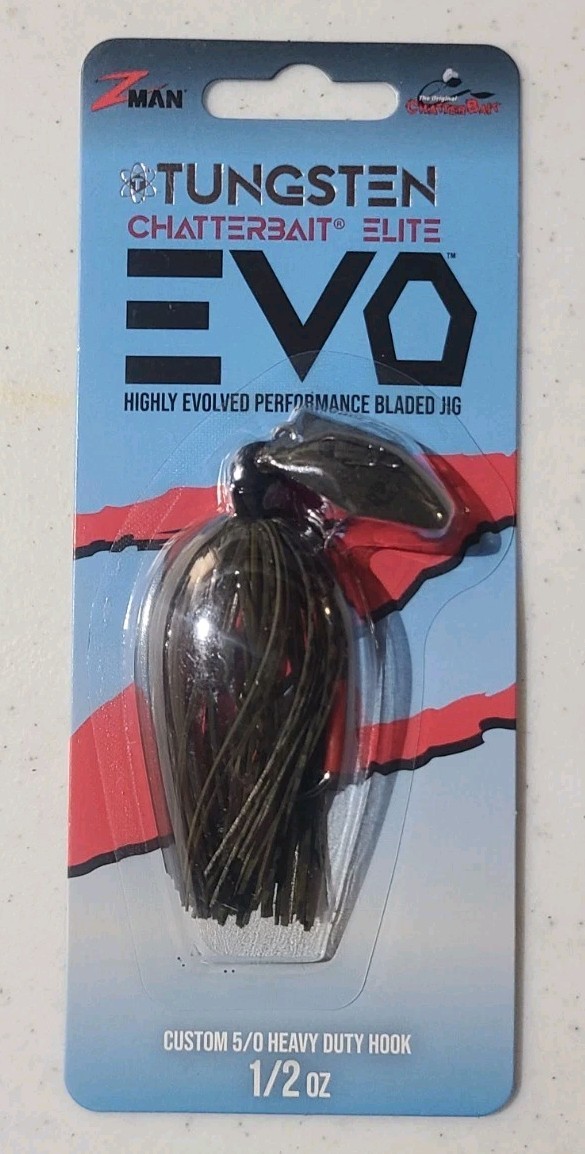 ZMAN®
The Original
CHATTERBAIT
TUNGSTEN
CHATTERBAIT® ELITE
EVO™
HIGHLY EVOLVED PERFORMANCE BLADED JIG
CUSTOM 5/0 HEAVY DUTY HOOK
1/2 OZ